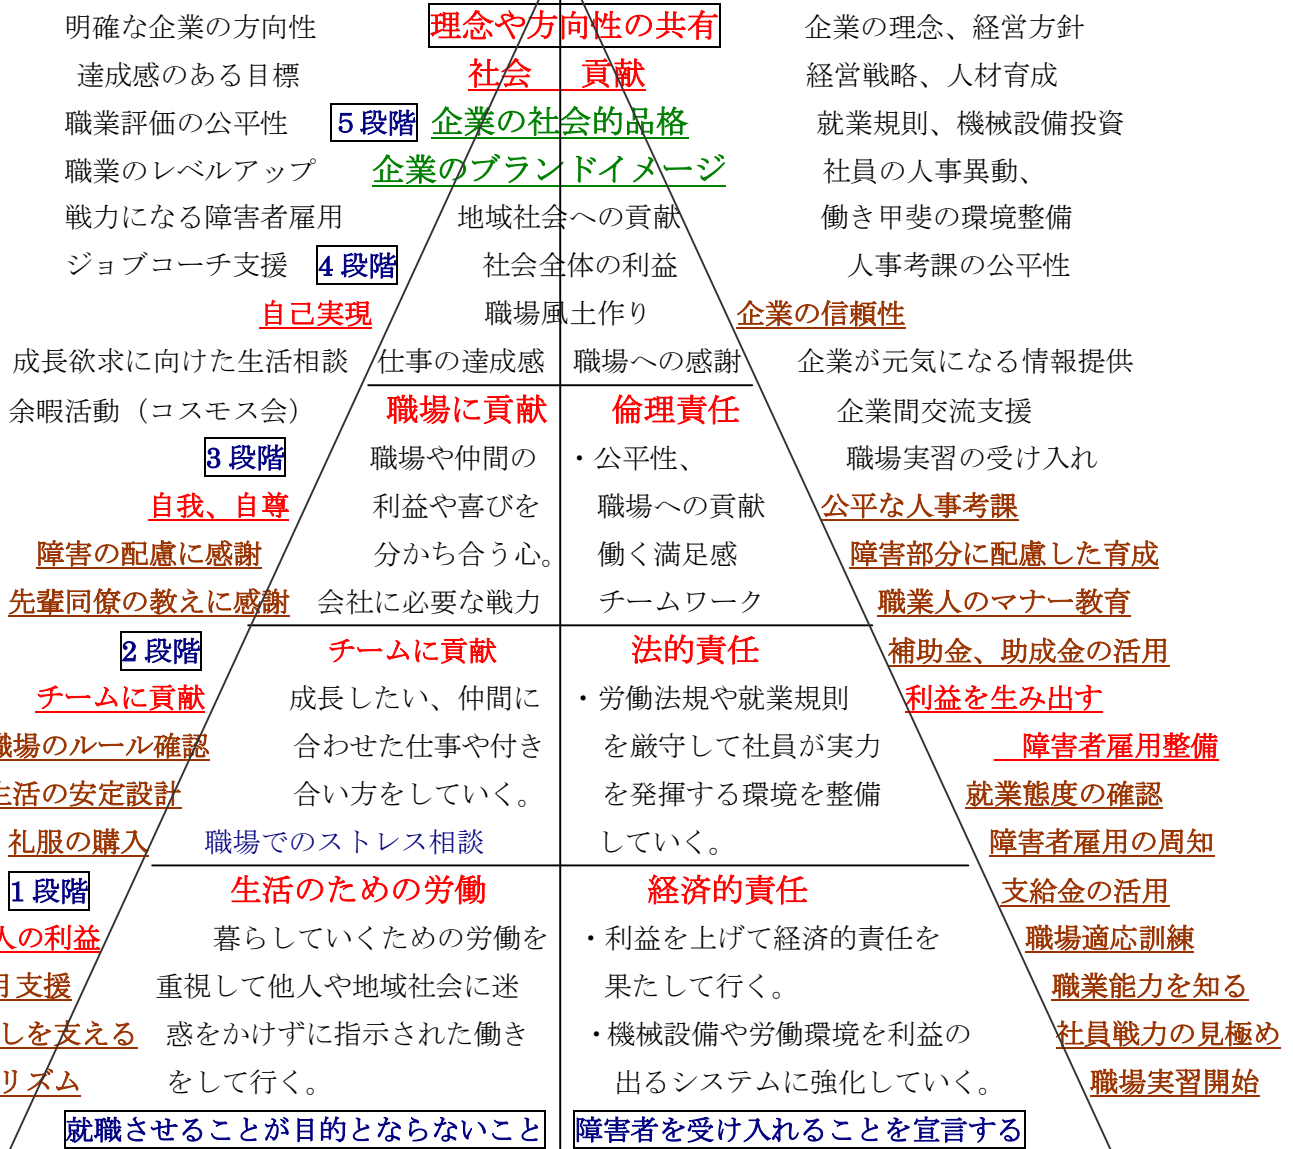 明確な企業の方向性 理念や方向性の共有 企業の理念、経営方針
達成感のある目標 社会 貢献 経営戦略、人材育成
職業評価の公平性 5段階 企業の社会的品格 就業規則、機械設備投資
職業のレベルアップ 企業のブランドイメージ 社員の人事異動、
戦力になる障害者雇用 地域社会への貢献 働き甲斐の環境整備
ジョブコーチ支援 4段階 社会全体の利益 人事考課の公平性
自己実現 職場風土作り 企業の信頼性
成長欲求に向けた生活相談 仕事の達成感 職場への感謝 企業が元気になる情報提供
余暇活動（コスモス会） 職場に貢献 倫理責任 企業間交流支援
3段階 職場や仲間の ・公平性、 職場実習の受け入れ
自我、自尊 利益や喜びを 職場への貢献 公平な人事考課
障害の配慮に感謝 分かち合う心。 働く満足感 障害部分に配慮した育成
先輩同僚の教えに感謝 会社に必要な戦力 チームワーク 職業人のマナー教育
2段階 チームに貢献 法的責任 補助金、助成金の活用
チームに貢献 成長したい、仲間に ・労働法規や就業規則 利益を生み出す
職場のルール確認 合わせた仕事や付き を厳守して社員が実力 障害者雇用整備
生活の安定設計 合い方をしていく。 を発揮する環境を整備 就業態度の確認
礼服の購入 職場でのストレス相談 していく。 障害者雇用の周知
1段階 生活のための労働 経済的責任 支給金の活用
人の利益 暮らしていくための労働を ・利益を上げて経済的責任を 職場適応訓練
支援 重視して他人や地域社会に迷 果たして行く。 職業能力を知る
しを支える 惑をかけずに指示された働き ・機械設備や労働環境を利益の 社員戦力の見極め
リズム をして行く。 出るシステムに強化していく。 職場実習開始
就職させることが目的とならないこと 障害者を受け入れることを宣言する